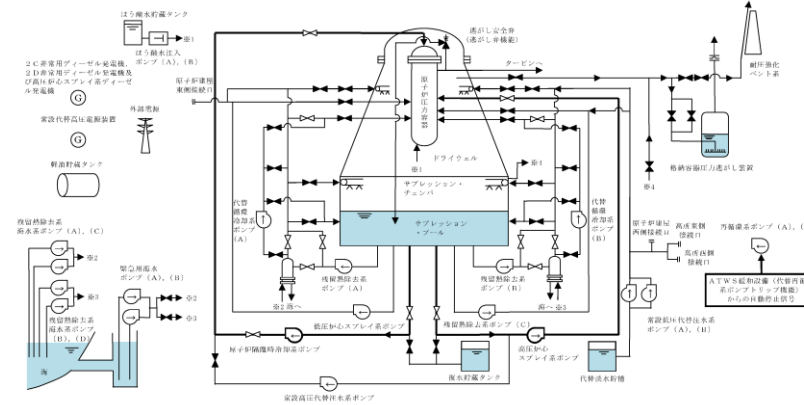 ほう酸水貯蔵タンク
※1
ほう酸水注入
ポンプ (A)、(B)
2C非常用ディーゼル発電機、
2D非常用ディーゼル発電機及
び高圧炉心スプレイ系ディーゼ
ル発電機
G
外部電源
常設代替高圧電源装置
G
軽油貯蔵タンク
残留熱除去系
海水系ポンプ (A)、(C)
※2
※3
残留熱除去系
海水系ポンプ
(B)、(D)
海
緊急用海水
ポンプ (A)、(B)
※2
※3
原子炉建屋
東側接続口
代替
循環
冷却系
ポンプ
(A)
逃がし安全弁
(逃がし弁機能)
原子炉圧力容器
タービンへ
※1
ドライウェル
※4
サプレッション・
チェンバ
サプレッション
・プール
代替
循環
冷却系
ポンプ
(B)
残留熱除去系
ポンプ (A)
残留熱除去系
ポンプ (B)
※2 海へ
海へ ※3
低圧炉心スプレイ系ポンプ
残留熱除去系ポンプ (C)
原子炉隔離時冷却系ポンプ
高圧炉心
スプレイ系ポンプ
復水貯蔵タンク
代替淡水貯槽
常設高圧代替注水系ポンプ
常設低圧代替注水系
ポンプ (A)、(B)
原子炉建屋
西側接続口
高所東側
接続口
高所西側
接続口
※4
格納容器圧力逃がし装置
耐圧強化
ベント系
再循環系ポンプ (A)、(
ATWS緩和設備 (代替再循
系ポンプトリップ機能)
からの自動停止信号